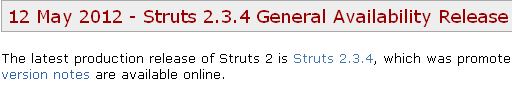 12 May 2012 - Struts 2.3.4 General Availability Release
The latest production release of Struts 2 is Struts 2.3.4, which was promote
version notes are available online.